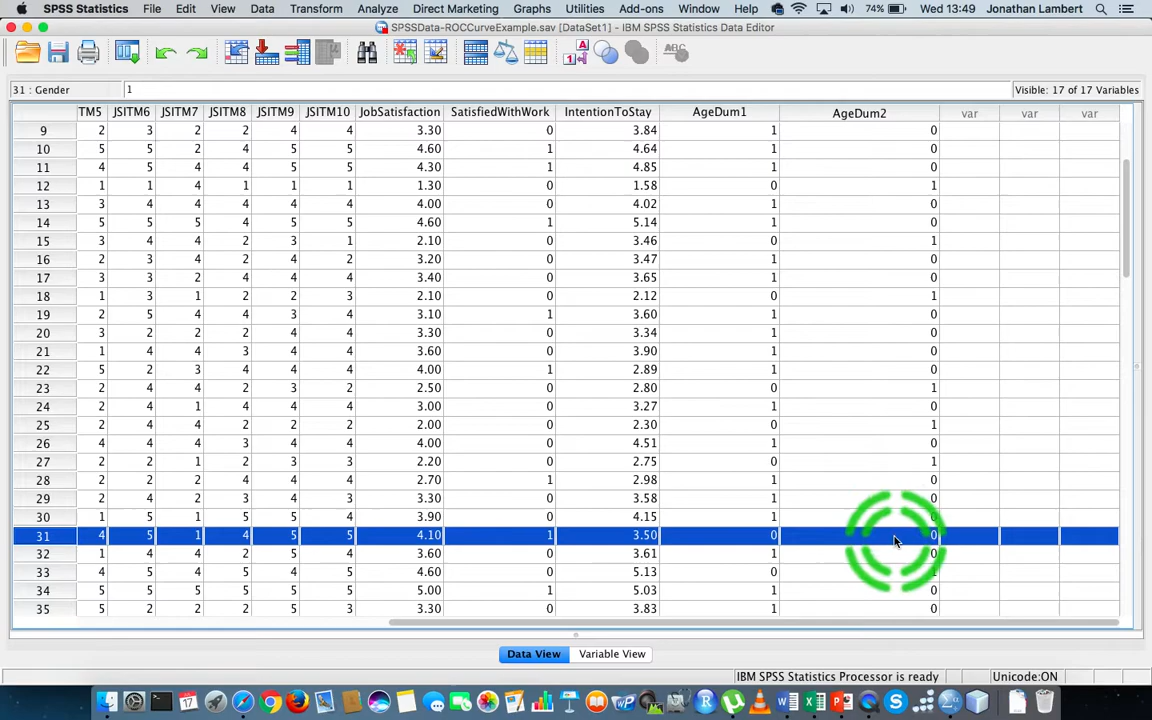 SPSS Statistics File Edit View Data Transform Direct Marketing Analyze Graphs Utilities Add-ons Window Help 74% Wed 13:49 Jonathan Lambert
SPSSData-ROCCurveExample.sav [DataSet1] - IBM SPSS Statistics Data Editor
31 : Gender 1 Visible: 17 of 17 Variables
TM5 JSITM6 JSITM7 JSITM8 JSITM9 JSITM10 JobSatisfaction SatisfiedWithWork IntentionToStay AgeDum1 AgeDum2 var var var
9 2 3 2 2 4 4 3.30 0 3.84 1 0
10 5 5 2 4 5 5 4.60 1 4.64 1 0
11 4 5 4 4 5 5 4.30 1 4.85 1 0
12 1 1 4 1 1 1 1.30 0 1.58 0 1
13 3 4 4 4 4 4 4.00 0 4.02 1 0
14 5 5 5 4 5 5 4.60 1 5.14 1 0
15 3 4 4 2 3 1 2.10 0 3.46 0 1
16 2 3 4 2 4 2 3.20 0 3.47 1 0
17 3 3 2 4 4 4 3.40 0 3.65 1 0
18 1 3 1 2 2 3 2.10 0 2.12 0 1
19 2 5 4 4 3 4 3.10 1 3.60 1 0
20 3 2 2 2 4 4 3.30 0 3.34 1 0
21 1 4 4 3 4 4 3.60 0 3.90 1 0
22 5 2 3 4 4 4 4.00 1 2.89 1 0
23 2 4 4 2 3 2 2.50 0 2.80 0 1
24 2 4 1 4 4 4 3.00 0 3.27 1 0
25 2 4 4 2 2 2 2.00 0 2.30 0 1
26 4 4 4 3 4 4 4.00 0 4.51 1 0
27 2 2 1 2 3 3 2.20 0 2.75 0 1
28 2 2 2 4 4 4 2.70 1 2.98 1 0
29 2 4 2 3 4 3 3.30 0 3.58 1 0
30 1 5 1 5 5 4 3.90 0 4.15 1 0
31 4 5 1 4 5 5 4.10 1 3.50 0 0
32 1 4 4 2 5 4 3.60 0 3.61 1 0
33 4 5 5 4 4 5 4.60 0 5.13 0 1
34 5 5 5 5 5 5 5.00 1 5.03 1 0
35 5 2 2 2 5 3 3.30 0 3.83 1 0
Data View Variable View
IBM SPSS Statistics Processor is ready Unicode:ON